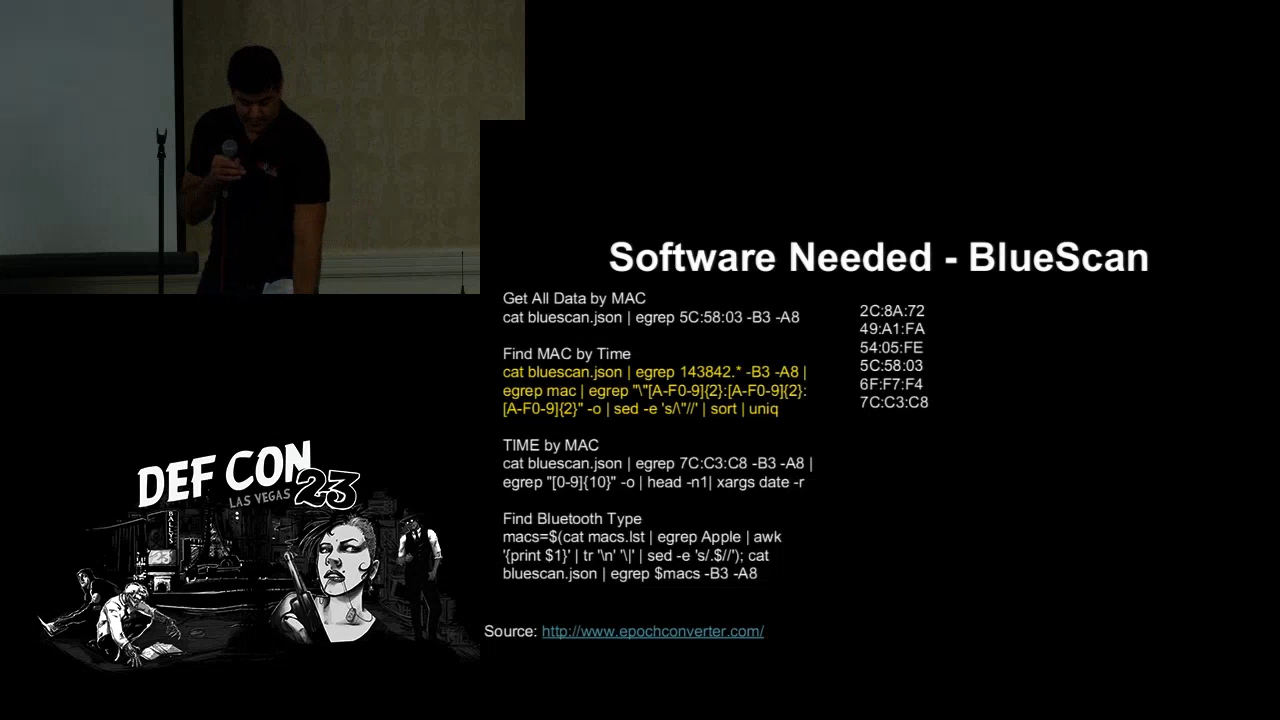 Software Needed - BlueScan
Get All Data by MAC
cat bluescan.json | egrep 5C:58:03 -B3 -A8
Find MAC by Time
cat bluescan.json | egrep 143842.* -B3 -A8 |
egrep mac | egrep "\"[A-F0-9]{2}:[A-F0-9]{2}:
[A-F0-9]{2}" -o | sed -e 's/\"//' | sort | uniq
TIME by MAC
cat bluescan.json | egrep 7C:C3:C8 -B3 -A8 |
egrep "[0-9]{10}" -o | head -n1| xargs date -r
Find Bluetooth Type
macs=$(cat macs.lst | egrep Apple | awk
'{print $1}' | tr '\n' '\|' | sed -e 's/.$//'); cat
bluescan.json | egrep $macs -B3 -A8
2C:8A:72
49:A1:FA
54:05:FE
5C:58:03
6F:F7:F4
7C:C3:C8
Source: http://www.epochconverter.com/
DEF CON
LAS VEGAS 23
BALLYS
23